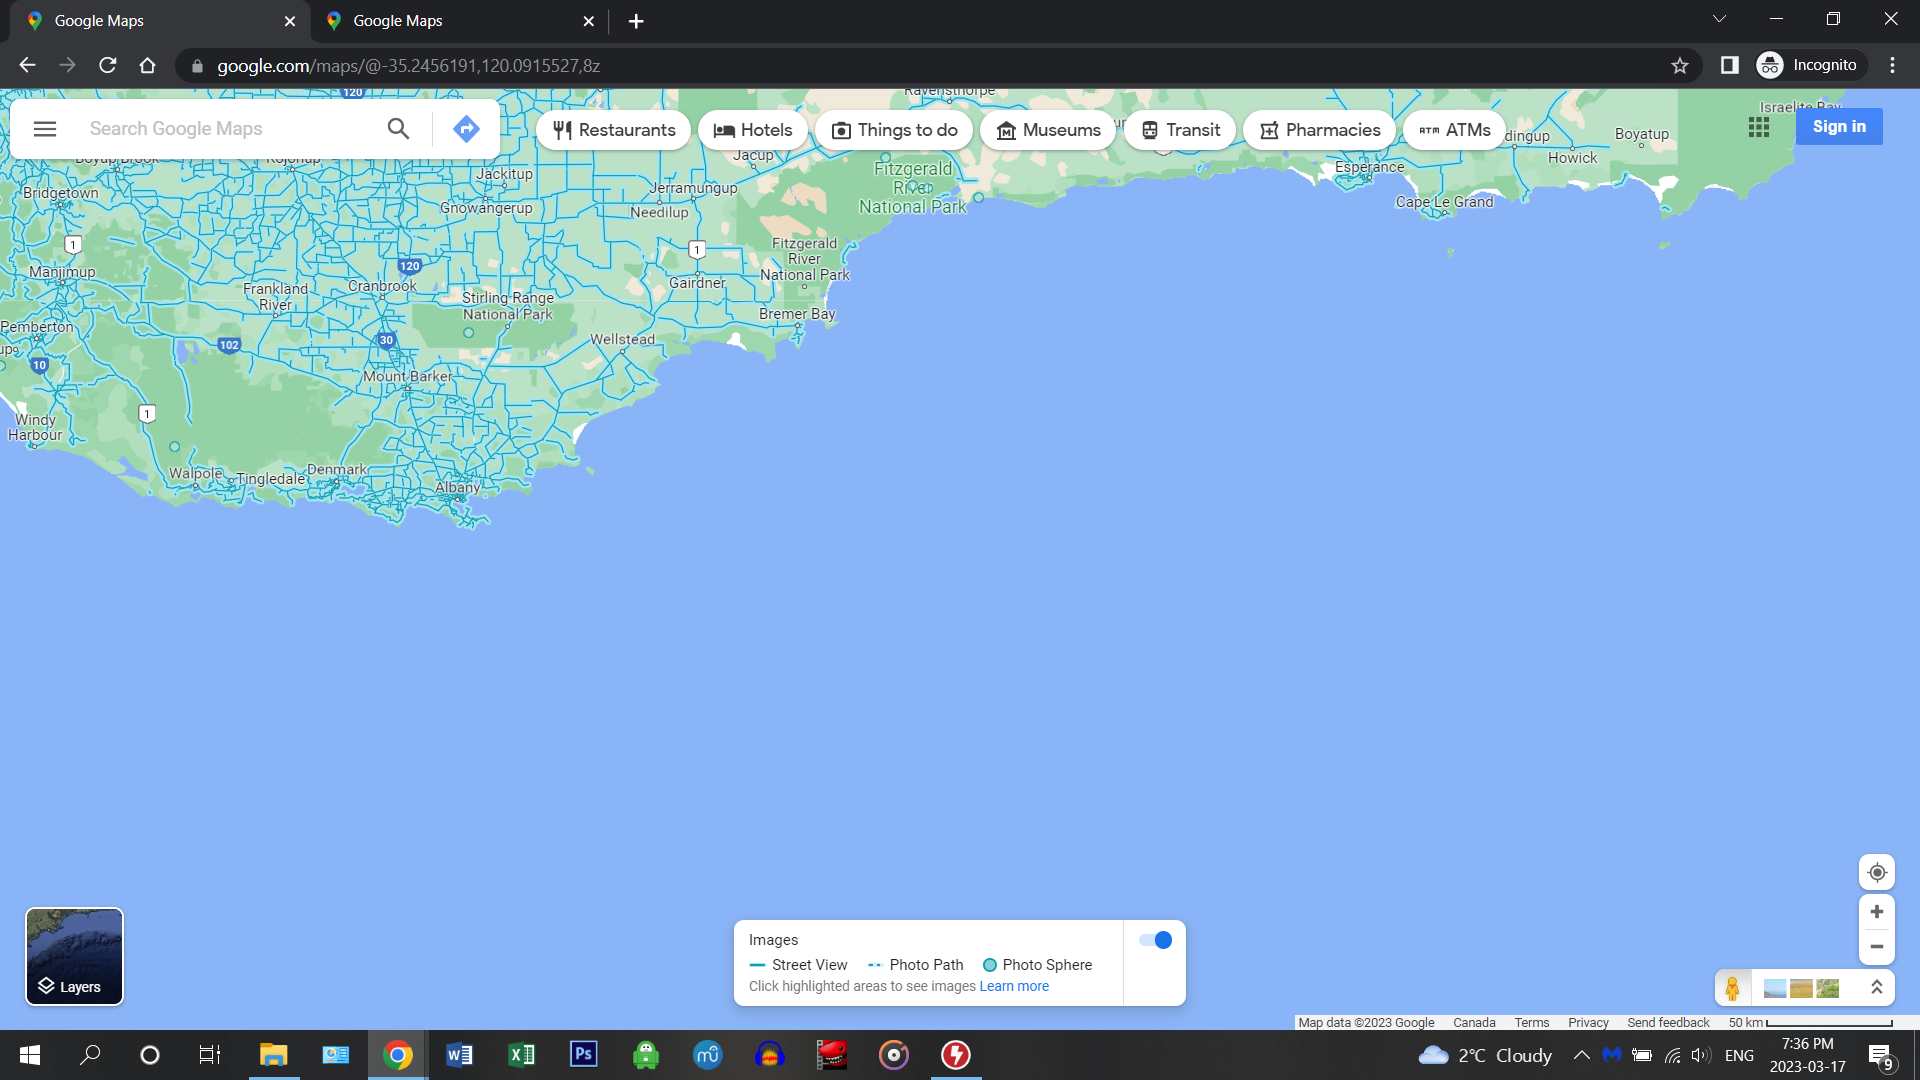 Google Maps
Google Maps
google.com/maps/@-35.2456191,120.0915527,8z
Incognito
Search Google Maps
Restaurants
Hotels
Things to do
Museums
Transit
Pharmacies
ATM ATMs
Sign in
120
Ravensthorpe
Israelite Bay
Boyup Brook
Kojonup
Jacup
Fitzgerald
River
National Park
Esperance
Howick
Boyatup
Cape Le Grand
Bridgetown
Jackitup
Gnowangerup
Jerramungup
Needilup
1
1
Manjimup
120
Frankland
River
Cranbrook
Stirling Range
National Park
Gairdner
Fitzgerald
River
National Park
Bremer Bay
Pemberton
102
30
Wellstead
10
Mount Barker
1
Windy
Harbour
Walpole
Tingledale
Denmark
Albany
Layers
Images
Street View
Photo Path
Photo Sphere
Click highlighted areas to see images Learn more
Map data ©2023 Google
Canada
Terms
Privacy
Send feedback
50 km
2°C Cloudy
ENG
7:36 PM
2023-03-17
9